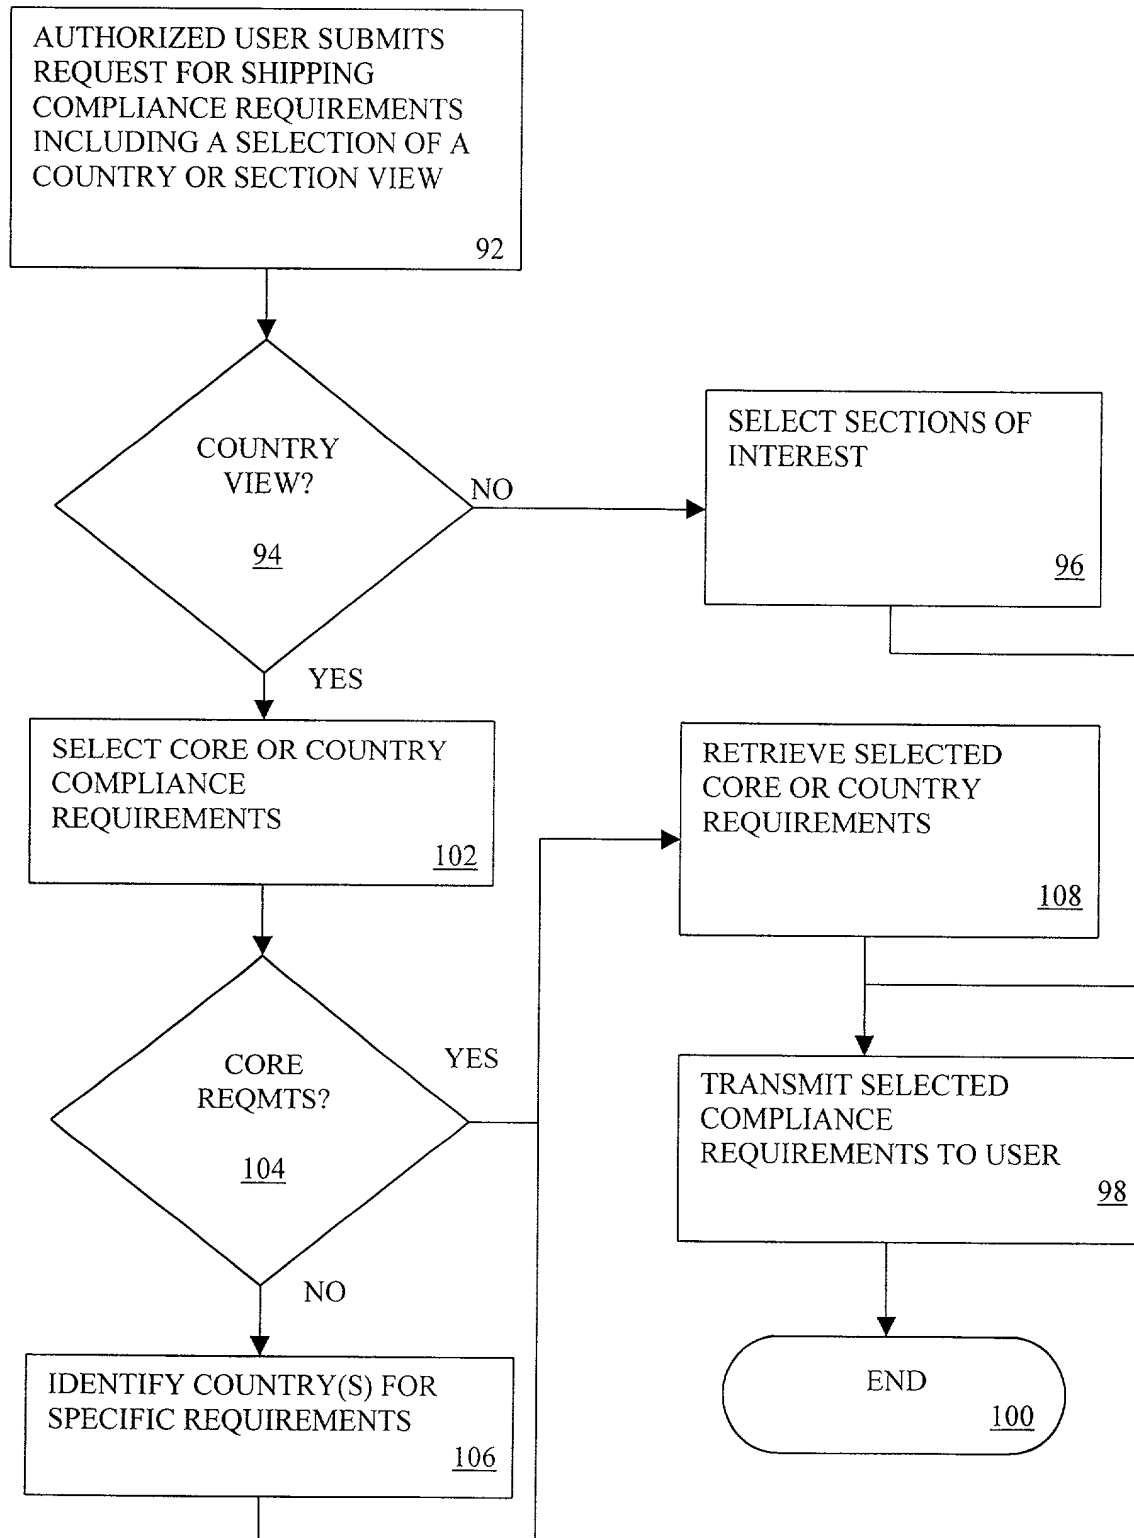 AUTHORIZED USER SUBMITS
REQUEST FOR SHIPPING
COMPLIANCE REQUIREMENTS
INCLUDING A SELECTION OF A
COUNTRY OR SECTION VIEW
92
COUNTRY
VIEW?
94
NO
YES
SELECT SECTIONS OF
INTEREST
96
SELECT CORE OR COUNTRY
COMPLIANCE
REQUIREMENTS
102
RETRIEVE SELECTED
CORE OR COUNTRY
REQUIREMENTS
108
CORE
REQMTS?
104
YES
NO
TRANSMIT SELECTED
COMPLIANCE
REQUIREMENTS TO USER
98
IDENTIFY COUNTRY(S) FOR
SPECIFIC REQUIREMENTS
106
END
100